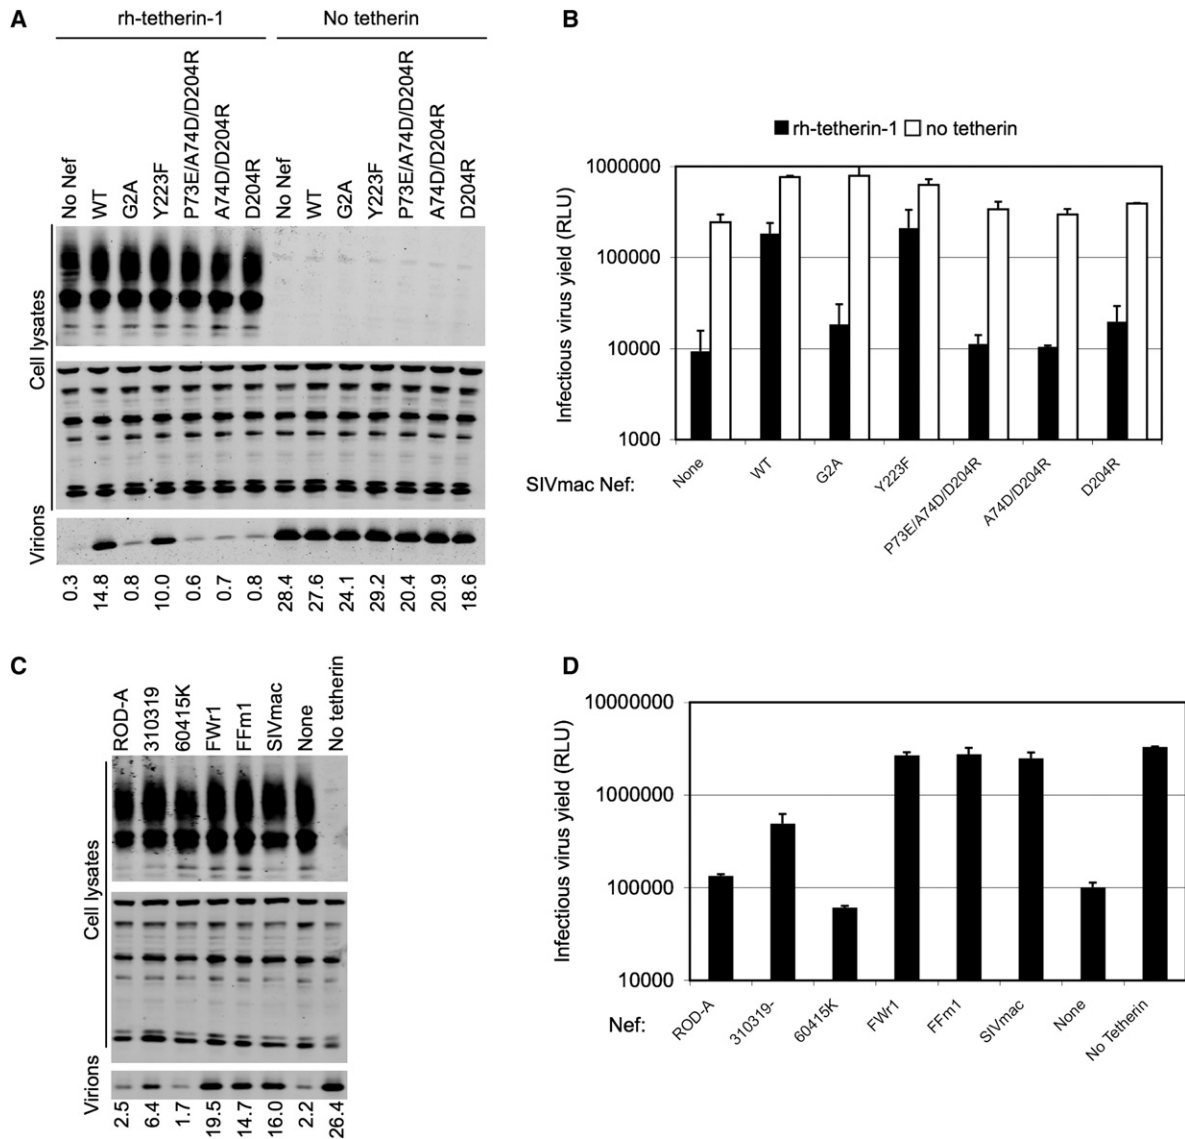 A
rh-tetherin-1 No tetherin
No Nef
WT
G2A
Y223F
P73E/A74D/D204R
A74D/D204R
D204R
No Nef
WT
G2A
Y223F
P73E/A74D/D204R
A74D/D204R
D204R
Cell lysates
Virions
0.3
14.8
0.8
10.0
0.6
0.7
0.8
28.4
27.6
24.1
29.2
20.4
20.9
18.6
B
rh-tetherin-1 no tetherin
Infectious virus yield (RLU)
1000000
100000
10000
1000
SIVmac Nef:
None
WT
G2A
Y223F
P73E/A74D/D204R
A74D/D204R
D204R
C
ROD-A
310319
60415K
FWr1
FFm1
SIVmac
None
No tetherin
Cell lysates
Virions
2.5
6.4
1.7
19.5
14.7
16.0
2.2
26.4
D
Infectious virus yield (RLU)
10000000
1000000
100000
10000
Nef:
ROD-A
310319-
60415K
FWr1
FFm1
SIVmac
None
No Tetherin